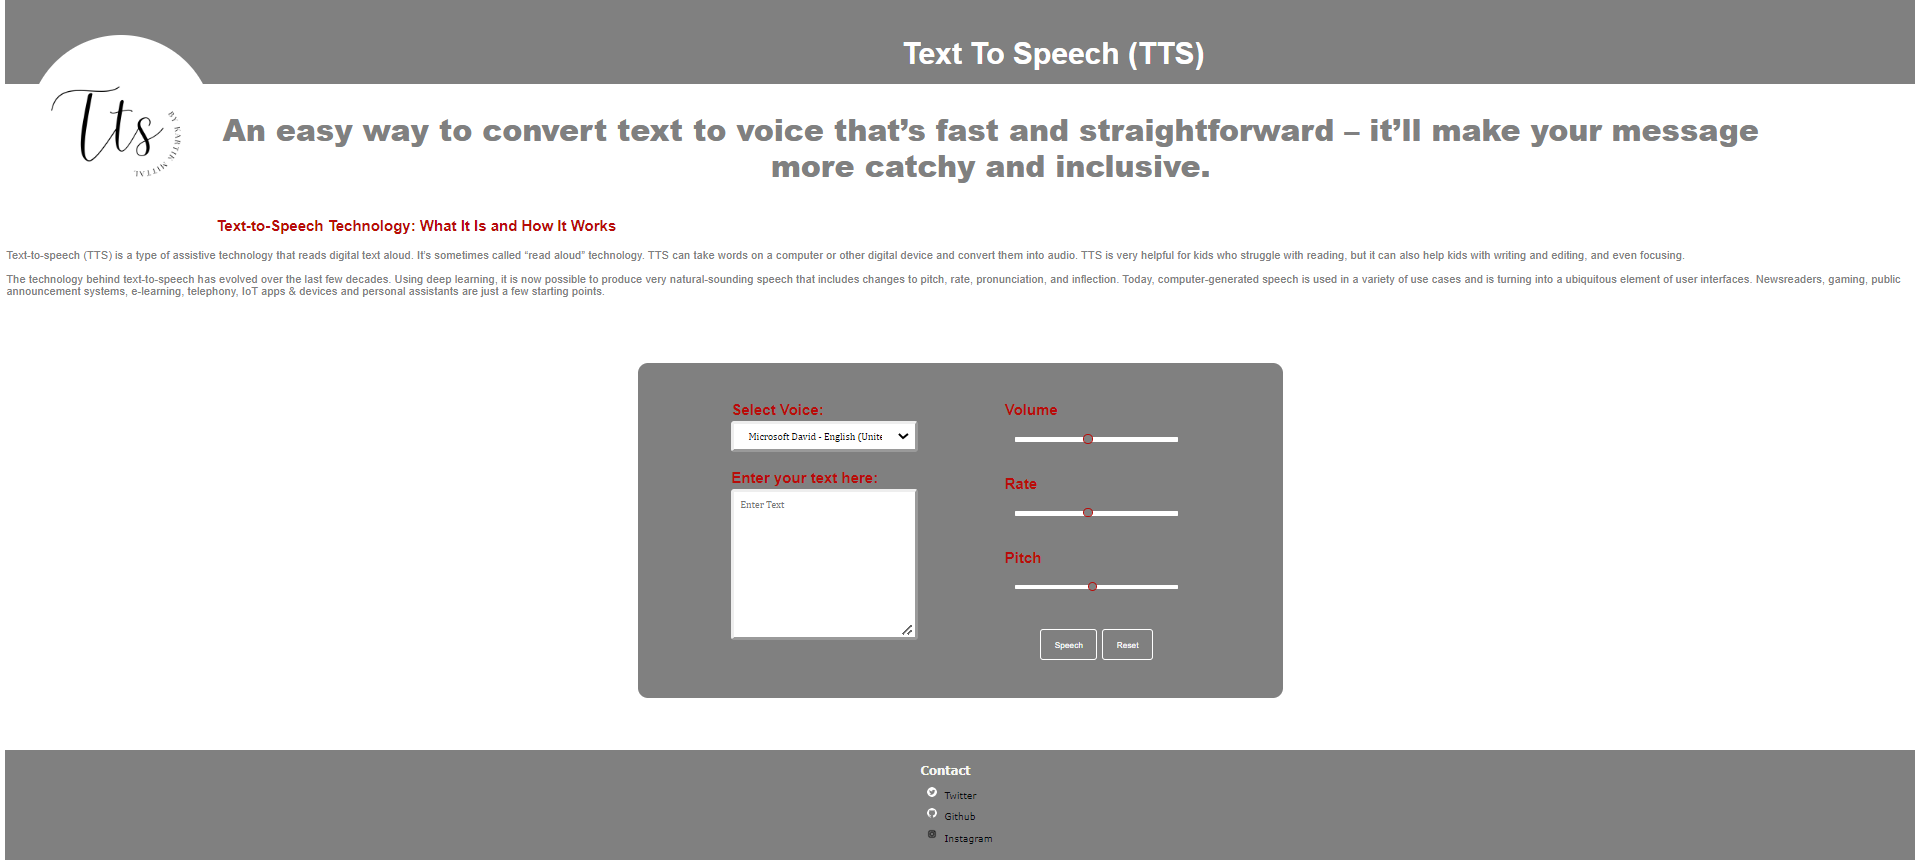 Text To Speech (TTS)
Tts
BY KARTIK MITTAL
An easy way to convert text to voice that’s fast and straightforward – it’ll make your message
more catchy and inclusive.
Text-to-Speech Technology: What It Is and How It Works
Text-to-speech (TTS) is a type of assistive technology that reads digital text aloud. It’s sometimes called “read aloud” technology. TTS can take words on a computer or other digital device and convert them into audio. TTS is very helpful for kids who struggle with reading, but it can also help kids with writing and editing, and even focusing.
The technology behind text-to-speech has evolved over the last few decades. Using deep learning, it is now possible to produce very natural-sounding speech that includes changes to pitch, rate, pronunciation, and inflection. Today, computer-generated speech is used in a variety of use cases and is turning into a ubiquitous element of user interfaces. Newsreaders, gaming, public
announcement systems, e-learning, telephony, IoT apps & devices and personal assistants are just a few starting points.
Select Voice:
Microsoft David - English (Unite
Enter your text here:
Enter Text
Volume
Rate
Pitch
Speech Reset
Contact
Twitter
Github
Instagram